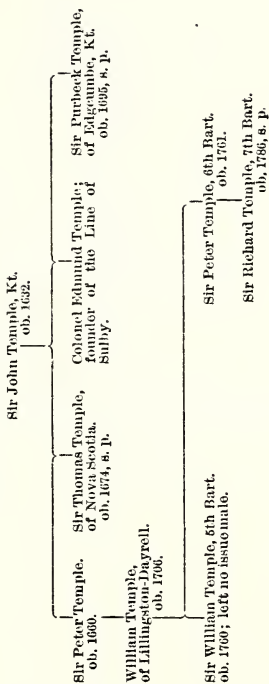 Sir John Temple, Kt.
ob. 1632.
Sir Peter Temple.
ob. 1660.
Sir Thomas Temple,
of Nova Scotia.
ob. 1674, s. p.
Colonel Edmund Temple;
founder of the Line of
Sulby.
Sir Purbeck Temple,
of Edgcumbe, Kt.
ob. 1695, s. p.
William Temple,
of Lillingston-Dayrell.
ob. 1706.
Sir William Temple, 5th Bart.
ob. 1760; left no issue male.
Sir Peter Temple, 6th Bart.
ob. 1761.
Sir Richard Temple, 7th Bart.
ob. 1786, s. p.